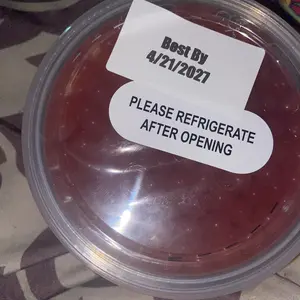 Best By
4/21/2027
PLEASE REFRIGERATE
AFTER OPENING